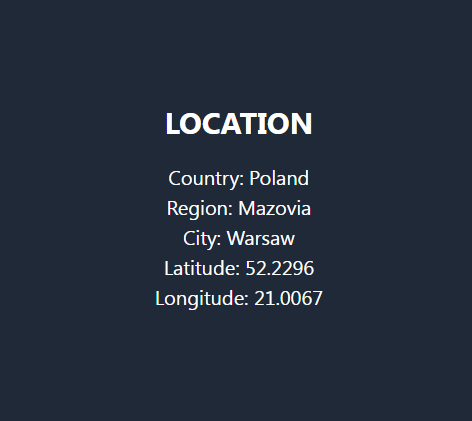 LOCATION
Country: Poland
Region: Mazovia
City: Warsaw
Latitude: 52.2296
Longitude: 21.0067